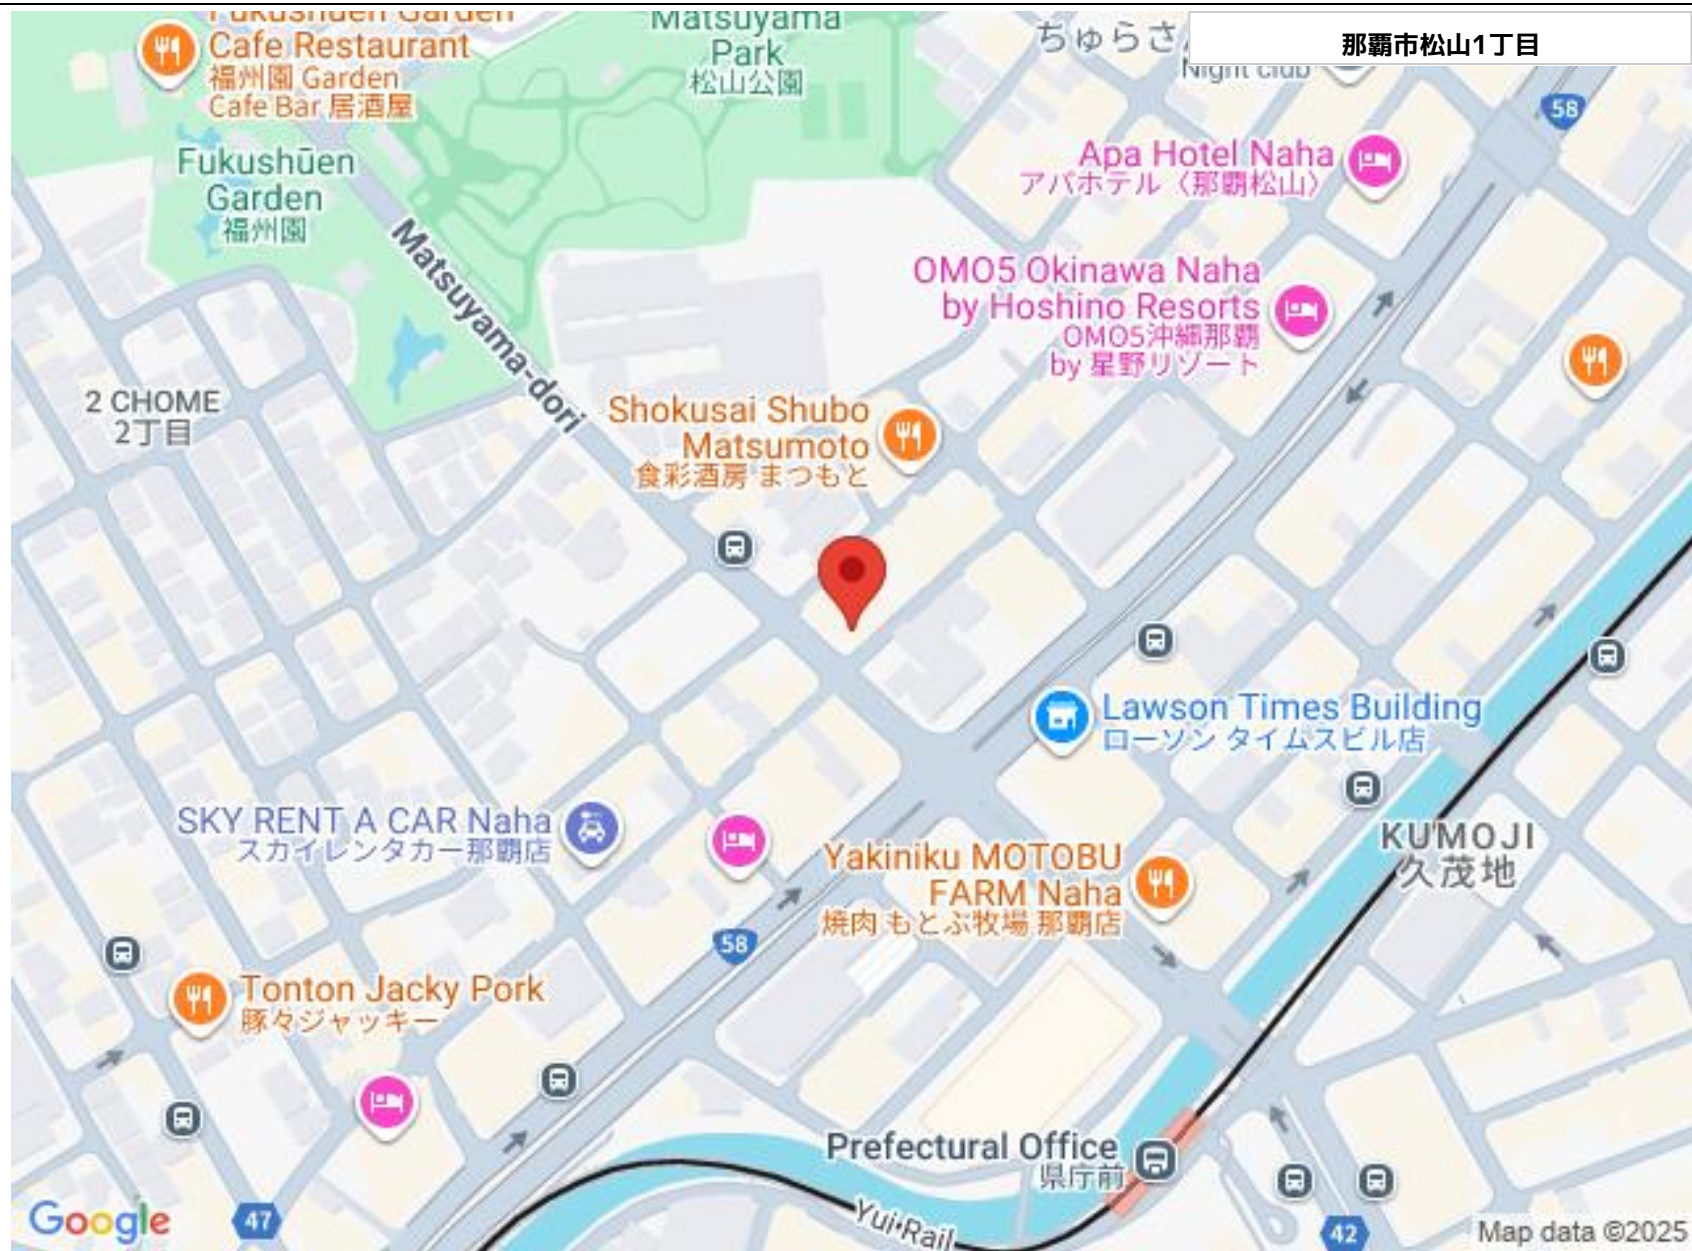 Fukushuen Garden
Cafe Restaurant
福州園 Garden
Cafe Bar 居酒屋
Matsuyama
Park
松山公園
ちゅらさ
Night club
那覇市松山1丁目
58
Fukushūen
Garden
福州園
Apa Hotel Naha
アパホテル〈那覇松山〉
Matsuyama-dori
OMO5 Okinawa Naha
by Hoshino Resorts
OMO5沖縄那覇
by 星野リゾート
2 CHOME
2丁目
Shokusai Shubo
Matsumoto
食彩酒房 まつもと
Lawson Times Building
ローソン タイムスビル店
SKY RENT A CAR Naha
スカイレンタカー那覇店
Yakiniku MOTOBU
FARM Naha
焼肉 もとぶ牧場 那覇店
KUMOJI
久茂地
58
Tonton Jacky Pork
豚々ジャッキー
Prefectural Office
県庁前
Yui-Rail
Google
47
42
Map data ©2025